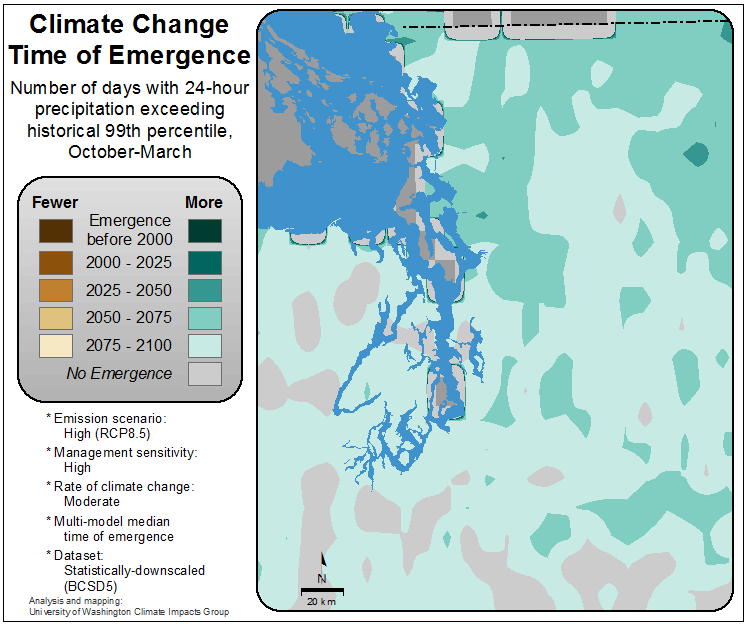 Climate Change
Time of Emergence
Number of days with 24-hour
precipitation exceeding
historical 99th percentile,
October-March
Fewer More
Emergence
before 2000
2000 - 2025
2025 - 2050
2050 - 2075
2075 - 2100
No Emergence
* Emission scenario:
High (RCP8.5)
* Management sensitivity:
High
* Rate of climate change:
Moderate
* Multi-model median
time of emergence
* Dataset:
Statistically-downscaled
(BCSD5)
Analysis and mapping:
University of Washington Climate Impacts Group
N
20 km